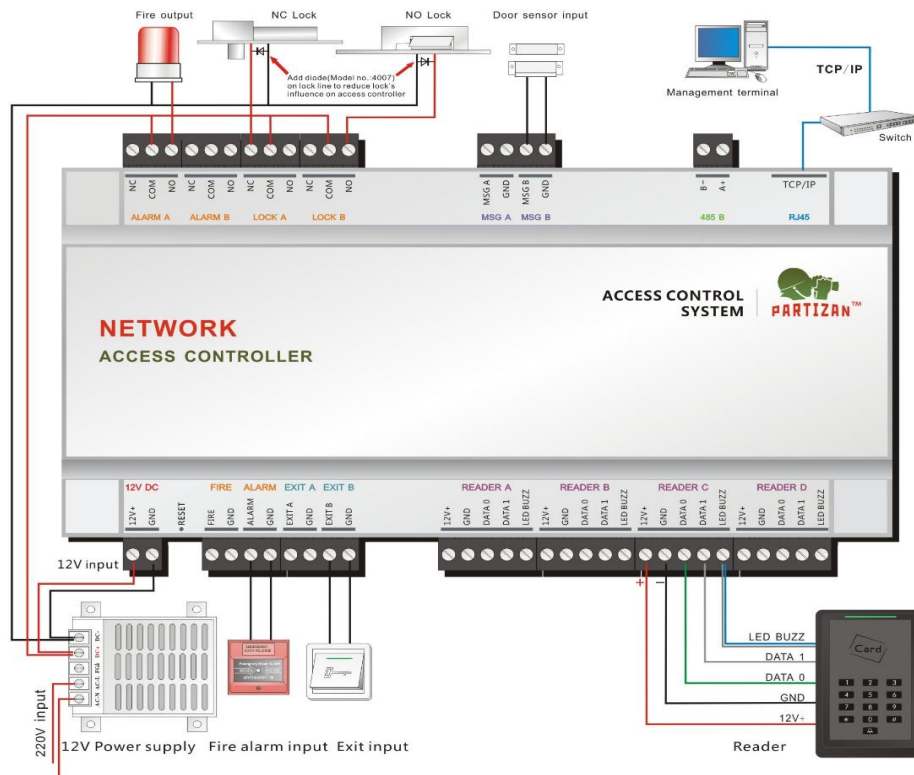 Fire output
NC Lock
NO Lock
Door sensor input
Add diode(Model no.:4007)
on lock line to reduce lock's
influence on access controller
TCP/IP
Management terminal
Switch
NC
COM
NO
NC
COM
NO
NC
COM
NO
NC
COM
NO
MSG A
GND
MSG B
GND
B-
A+
TCP/IP
ALARM A
ALARM B
LOCK A
LOCK B
MSG A
MSG B
485 B
RJ45
NETWORK
ACCESS CONTROLLER
ACCESS CONTROL
SYSTEM
PARTIZAN™
12V DC
FIRE
ALARM
EXIT A
EXIT B
READER A
READER B
READER C
READER D
12V+
GND
RESET
FIRE
GND
ALARM
GND
EXIT A
GND
EXIT B
GND
12V+
GND
DATA 0
DATA 1
LED BUZZ
12V+
GND
DATA 0
DATA 1
LED BUZZ
12V+
GND
DATA 0
DATA 1
LED BUZZ
12V+
GND
DATA 0
DATA 1
LED BUZZ
12V input
+
−
DC-
DC+
AC-L
AC-N
220V input
LED BUZZ
DATA 1
DATA 0
GND
12V+
Card
1 2 3
4 5 6
7 8 9
* 0 #
12V Power supply
Fire alarm input
Exit input
Reader